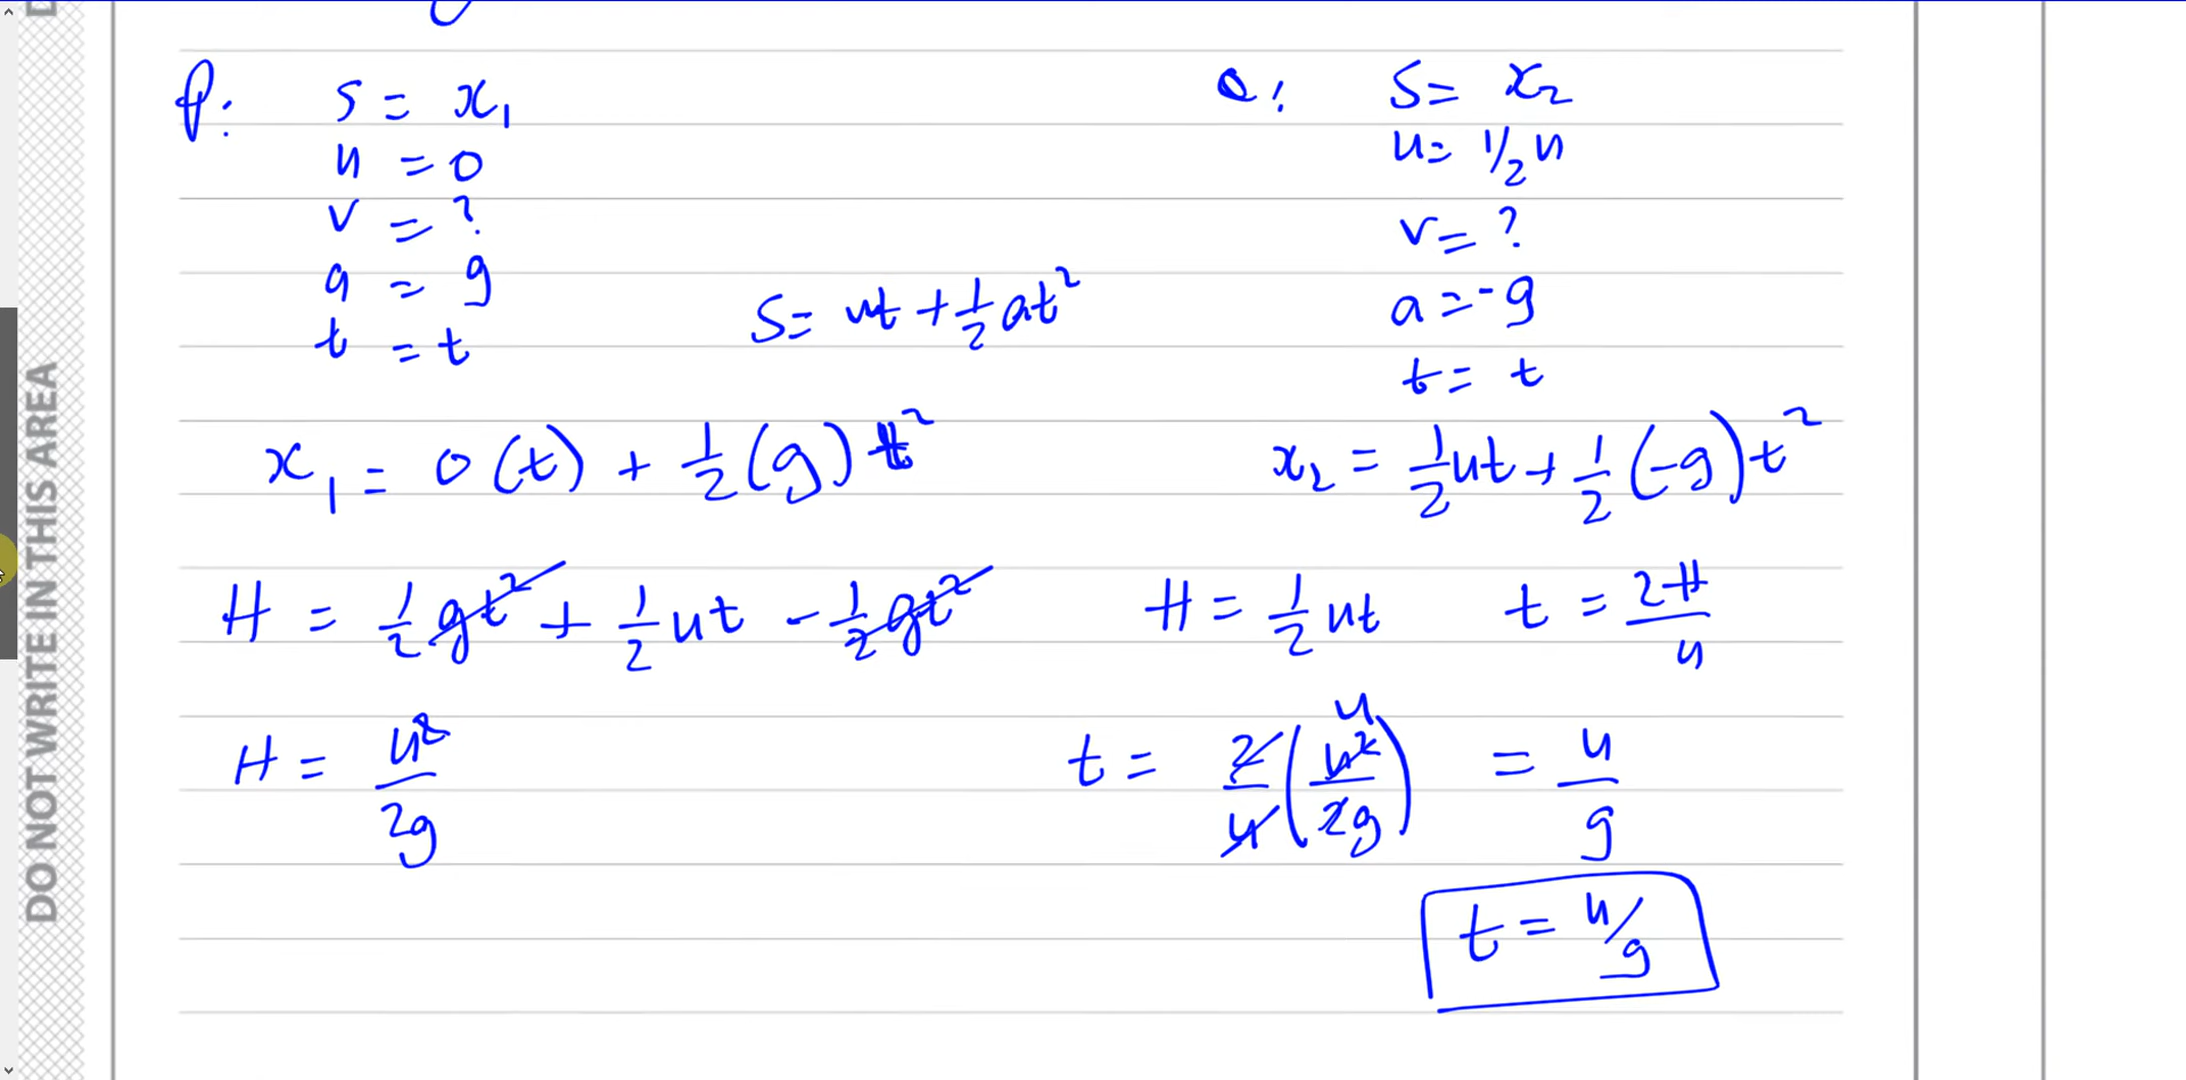 P: s = x₁
u = 0
v = ?
a = g
t = t
s = ut + ½at²
Q: s = x₂
u = 1/2 u
v = ?
a = -g
t = t
x₁ = 0(t) + ½(g)t²
x₂ = ½ut + ½(-g)t²
H = ½gt² + ½ut - ½gt²
H = ½ut t = 2H/u
H = u²/2g
t = 2/u (u²/2g) u = u/g
t = u/g
DO NOT WRITE IN THIS AREA